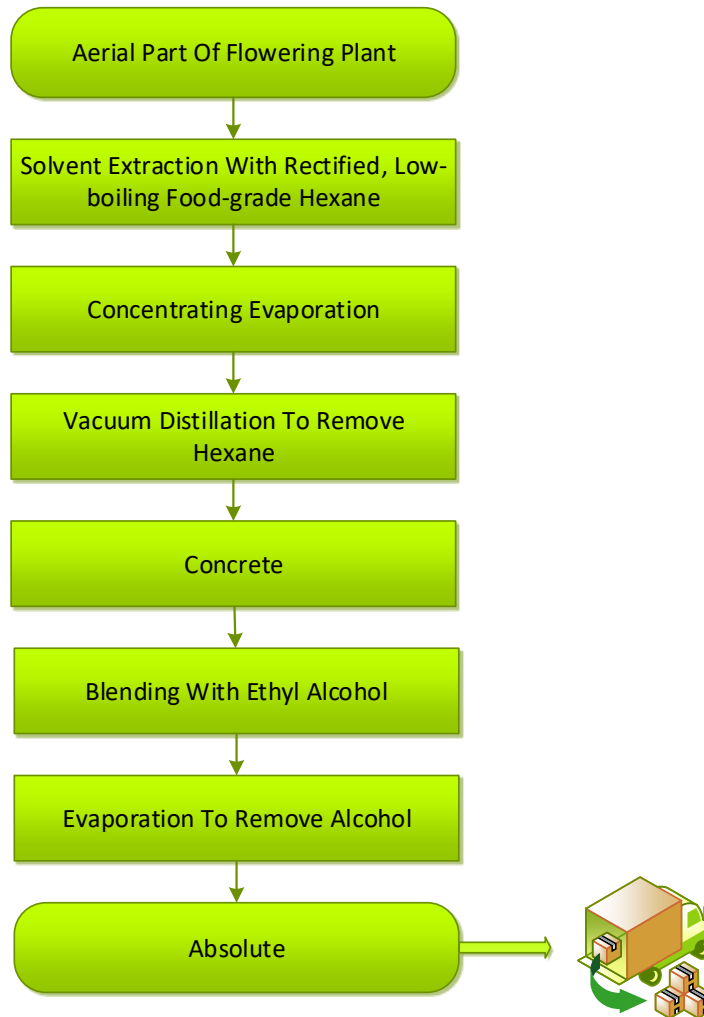 Aerial Part Of Flowering Plant
Solvent Extraction With Rectified, Low-
boiling Food-grade Hexane
Concentrating Evaporation
Vacuum Distillation To Remove
Hexane
Concrete
Blending With Ethyl Alcohol
Evaporation To Remove Alcohol
Absolute